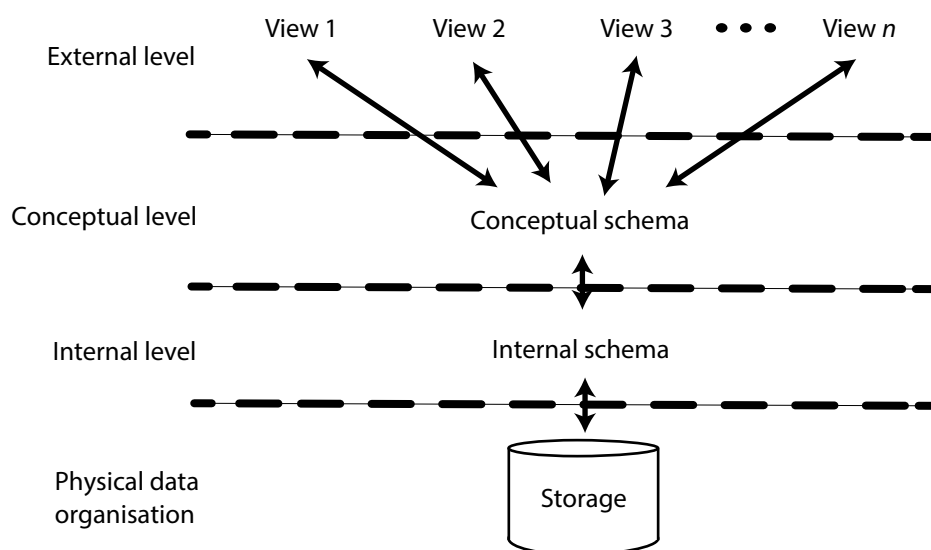 View 1 View 2 View 3 View n
External level
Conceptual level Conceptual schema
Internal level Internal schema
Physical data
organisation
Storage